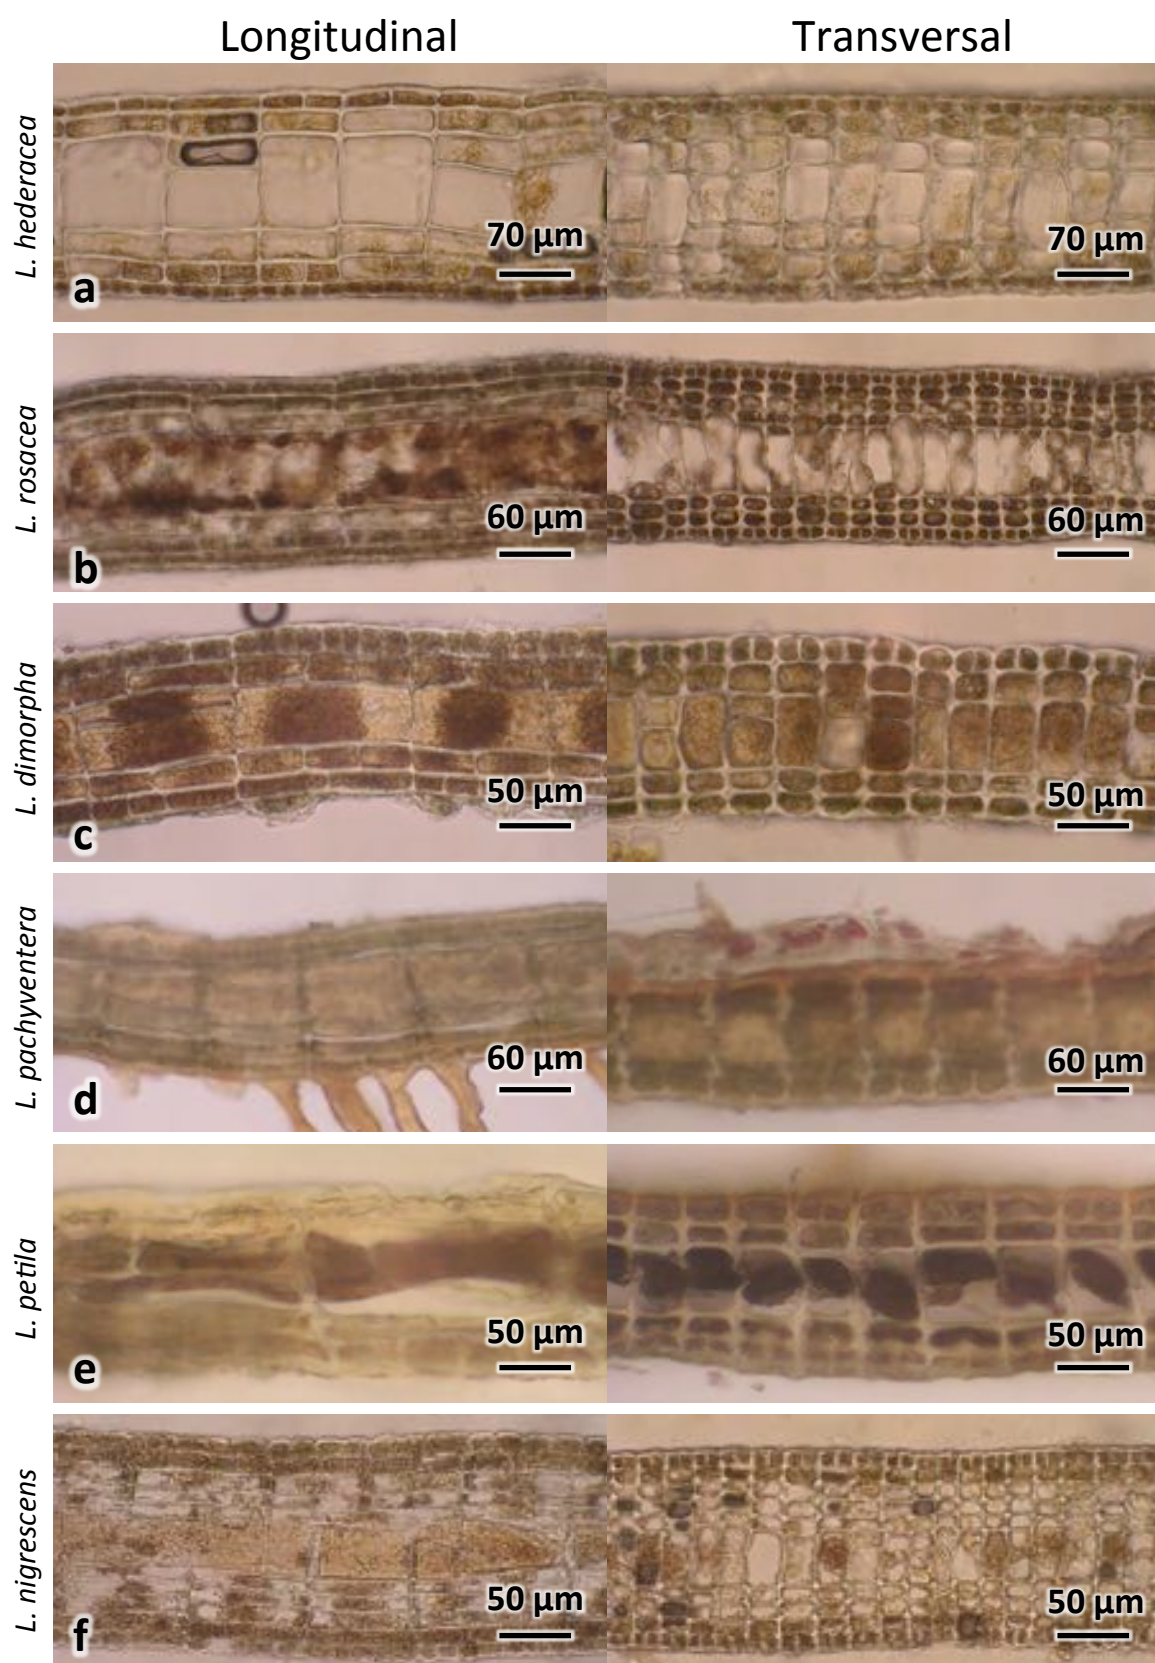 Longitudinal Transversal
L. hederacea
70 µm
70 µm
a
L. rosacea
60 µm
60 µm
b
L. dimorpha
50 µm
50 µm
c
L. pachyventera
60 µm
60 µm
d
L. petila
50 µm
50 µm
e
L. nigrescens
50 µm
50 µm
f